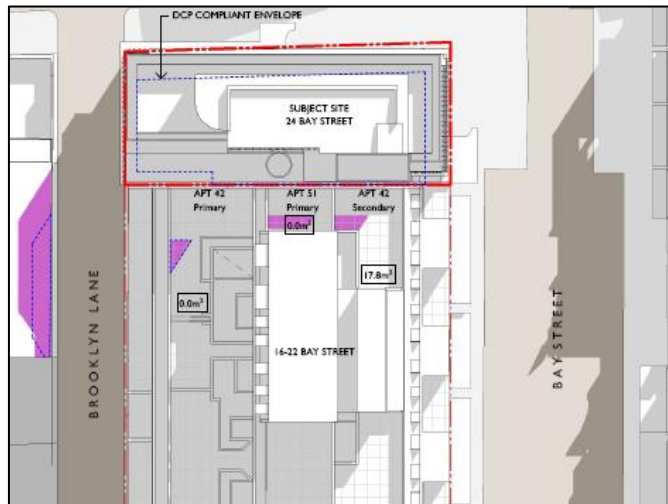 DCP COMPLIANT ENVELOPE
SUBJECT SITE
24 BAY STREET
APT 42
Primary
APT 51
Primary
APT 42
Secondary
0.0m²
17.8m²
0.0m²
16-22 BAY STREET
BROOKLYN LANE
BAY STREET